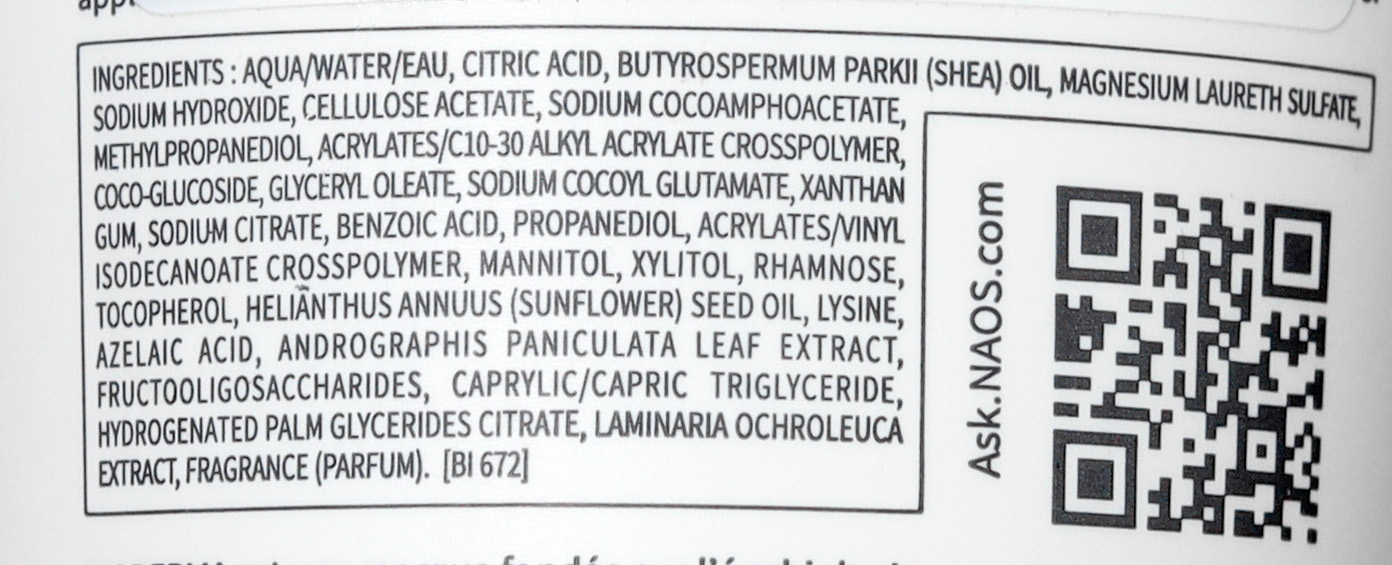 INGREDIENTS : AQUA/WATER/EAU, CITRIC ACID, BUTYROSPERMUM PARKII (SHEA) OIL, MAGNESIUM LAURETH SULFATE,
SODIUM HYDROXIDE, CELLULOSE ACETATE, SODIUM COCOAMPHOACETATE,
METHYLPROPANEDIOL, ACRYLATES/C10-30 ALKYL ACRYLATE CROSSPOLYMER,
COCO-GLUCOSIDE, GLYCERYL OLEATE, SODIUM COCOYL GLUTAMATE, XANTHAN
GUM, SODIUM CITRATE, BENZOIC ACID, PROPANEDIOL, ACRYLATES/VINYL
ISODECANOATE CROSSPOLYMER, MANNITOL, XYLITOL, RHAMNOSE,
TOCOPHEROL, HELIANTHUS ANNUUS (SUNFLOWER) SEED OIL, LYSINE,
AZELAIC ACID, ANDROGRAPHIS PANICULATA LEAF EXTRACT,
FRUCTOOLIGOSACCHARIDES, CAPRYLIC/CAPRIC TRIGLYCERIDE,
HYDROGENATED PALM GLYCERIDES CITRATE, LAMINARIA OCHROLEUCA
EXTRACT, FRAGRANCE (PARFUM). [BI 672]
Ask.NAOS.com